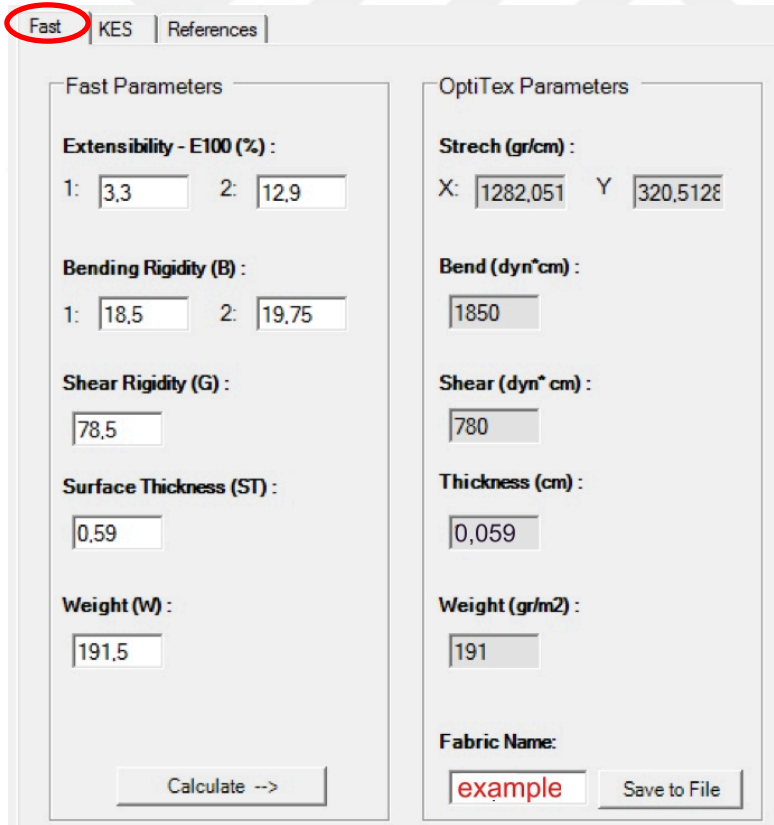 Fast KES References
Fast Parameters
Extensibility - E100 (%) :
1: 3,3 2: 12,9
Bending Rigidity (B) :
1: 18,5 2: 19,75
Shear Rigidity (G) :
78,5
Surface Thickness (ST) :
0,59
Weight (W) :
191,5
Calculate -->
OptiTex Parameters
Strech (gr/cm) :
X: 1282,051 Y 320,5128
Bend (dyn*cm) :
1850
Shear (dyn* cm) :
780
Thickness (cm) :
0,059
Weight (gr/m2) :
191
Fabric Name:
example Save to File